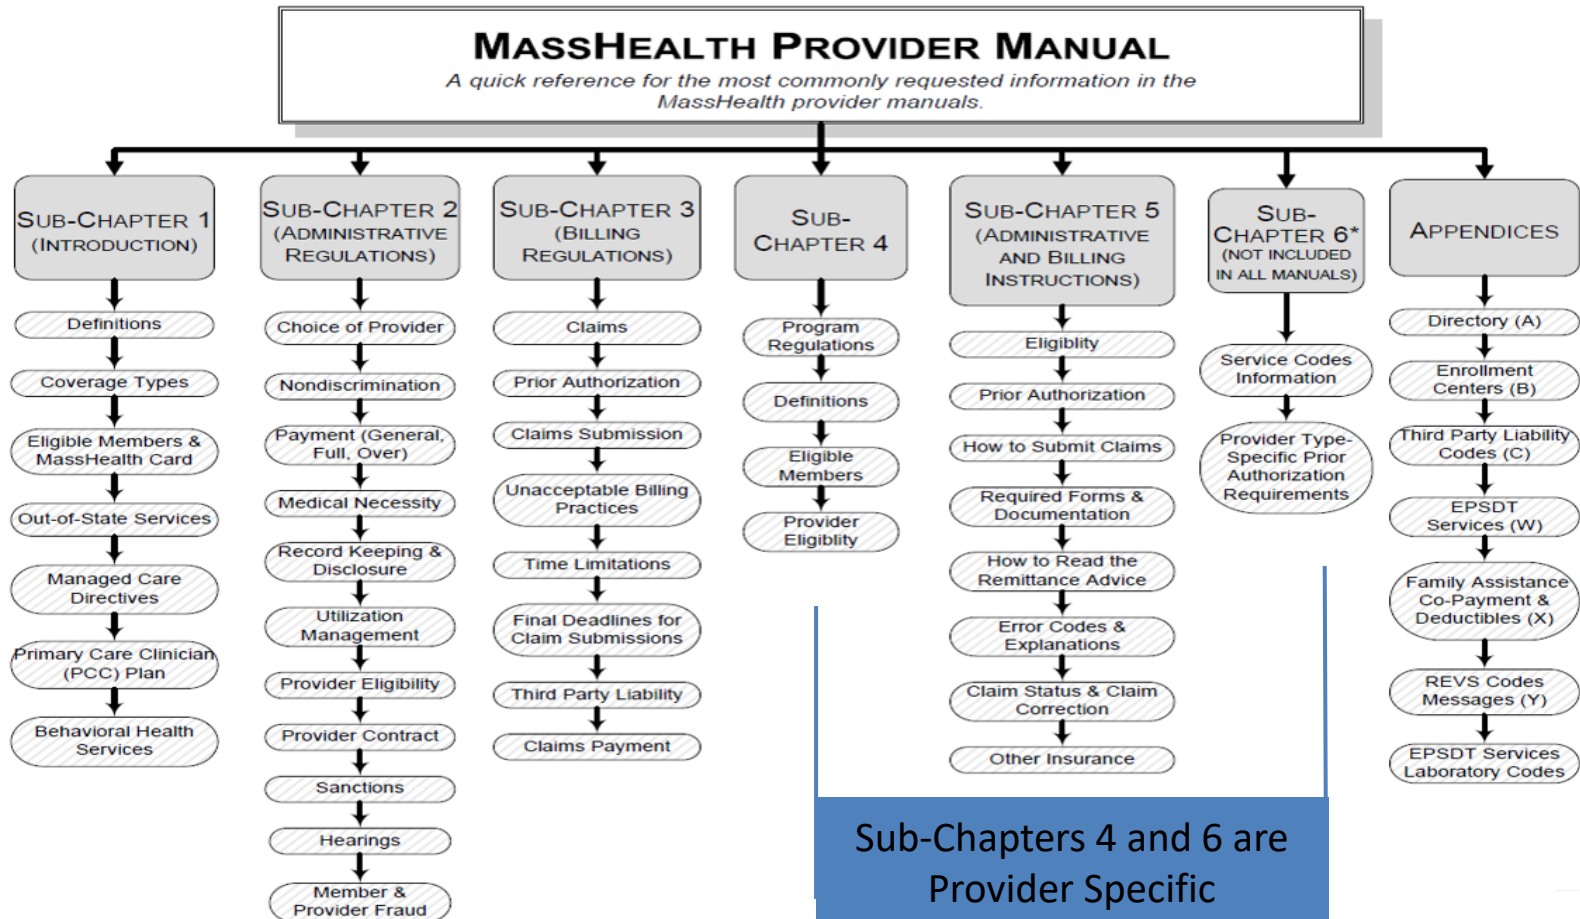 MASSHEALTH PROVIDER MANUAL
A quick reference for the most commonly requested information in the
MassHealth provider manuals.
SUB-CHAPTER 1
(INTRODUCTION)
Definitions
Coverage Types
Eligible Members &
MassHealth Card
Out-of-State Services
Managed Care
Directives
Primary Care Clinician
(PCC) Plan
Behavioral Health
Services
SUB-CHAPTER 2
(ADMINISTRATIVE
REGULATIONS)
Choice of Provider
Nondiscrimination
Payment (General,
Full, Over)
Medical Necessity
Record Keeping &
Disclosure
Utilization
Management
Provider Eligibility
Provider Contract
Sanctions
Hearings
Member &
Provider Fraud
SUB-CHAPTER 3
(BILLING
REGULATIONS)
Claims
Prior Authorization
Claims Submission
Unacceptable Billing
Practices
Time Limitations
Final Deadlines for
Claim Submissions
Third Party Liability
Claims Payment
SUB-
CHAPTER 4
Program
Regulations
Definitions
Eligible
Members
Provider
Eligiblity
SUB-CHAPTER 5
(ADMINISTRATIVE
AND BILLING
INSTRUCTIONS)
Eligiblity
Prior Authorization
How to Submit Claims
Required Forms &
Documentation
How to Read the
Remittance Advice
Error Codes &
Explanations
Claim Status & Claim
Correction
Other Insurance
SUB-
CHAPTER 6*
(NOT INCLUDED
IN ALL MANUALS)
Service Codes
Information
Provider Type-
Specific Prior
Authorization
Requirements
APPENDICES
Directory (A)
Enrollment
Centers (B)
Third Party Liability
Codes (C)
EPSDT
Services (W)
Family Assistance
Co-Payment &
Deductibles (X)
REVS Codes
Messages (Y)
EPSDT Services
Laboratory Codes
Sub-Chapters 4 and 6 are
Provider Specific